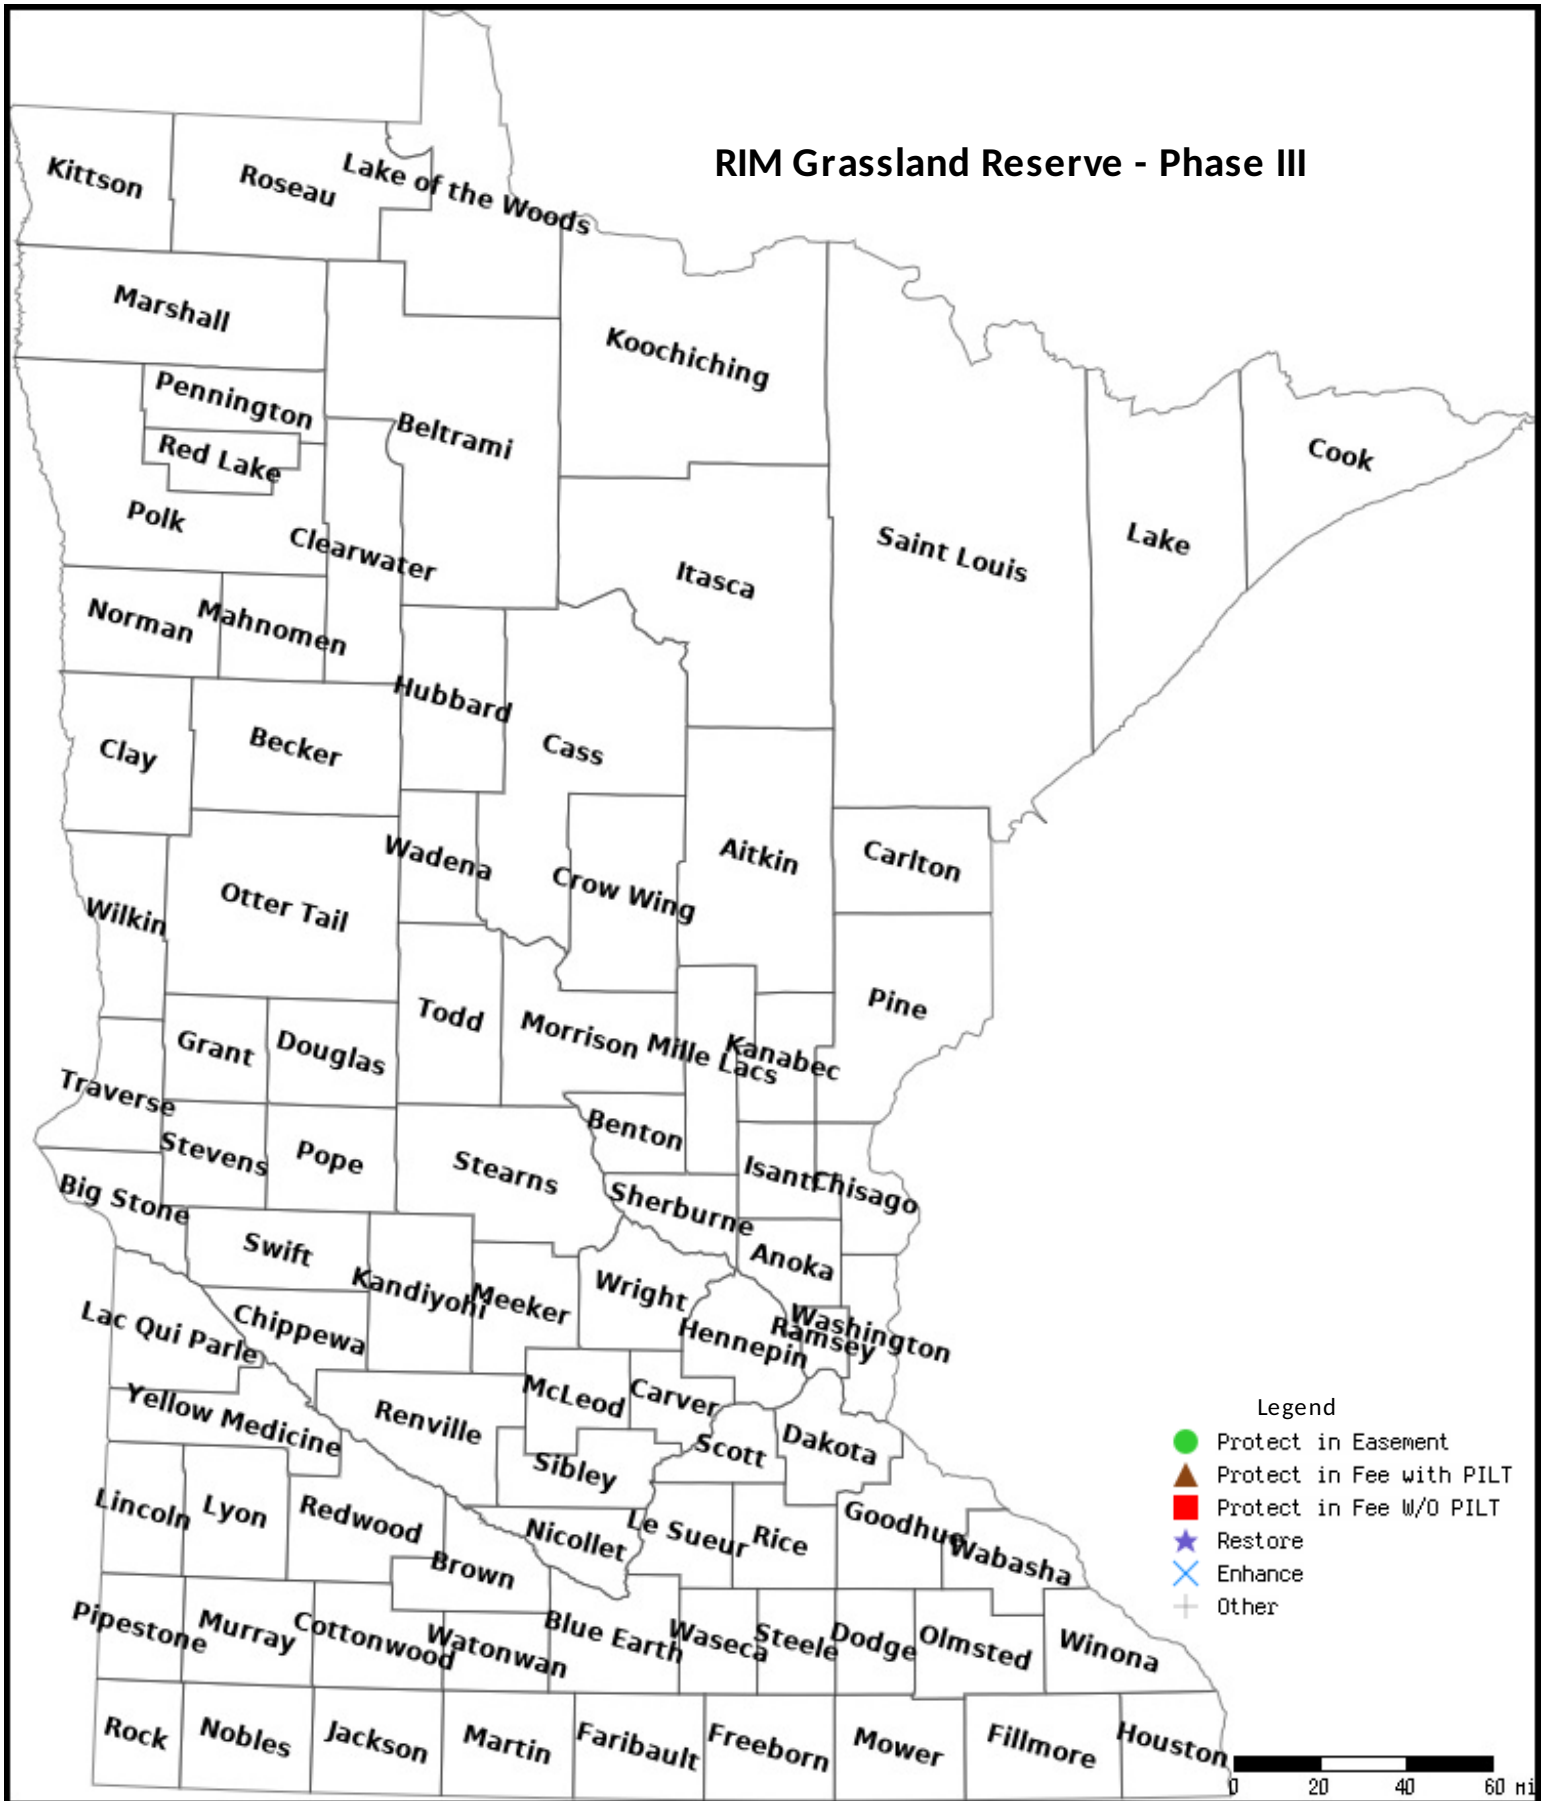 RIM Grassland Reserve - Phase III
Kittson
Roseau
Lake of the Woods
Marshall
Koochiching
Pennington
Beltrami
Red Lake
Cook
Polk
Clearwater
Saint Louis
Lake
Itasca
Norman
Mahnomen
Hubbard
Clay
Becker
Cass
Wadena
Aitkin
Carlton
Crow Wing
Wilkin
Otter Tail
Pine
Todd
Morrison
Mille Lacs
Kanabec
Grant
Douglas
Traverse
Benton
Stevens
Pope
Stearns
Isanti
Chisago
Big Stone
Sherburne
Swift
Anoka
Kandiyohi
Meeker
Wright
Washington
Ramsey
Hennepin
Lac Qui Parle
Chippewa
McLeod
Carver
Yellow Medicine
Renville
Scott
Dakota
Sibley
Lincoln
Lyon
Redwood
Nicollet
Le Sueur
Rice
Goodhue
Wabasha
Brown
Pipestone
Murray
Cottonwood
Watonwan
Blue Earth
Waseca
Steele
Dodge
Olmsted
Winona
Rock
Nobles
Jackson
Martin
Faribault
Freeborn
Mower
Fillmore
Houston
Legend
Protect in Easement
Protect in Fee with PILT
Protect in Fee W/O PILT
Restore
Enhance
Other
0 20 40 60 mi